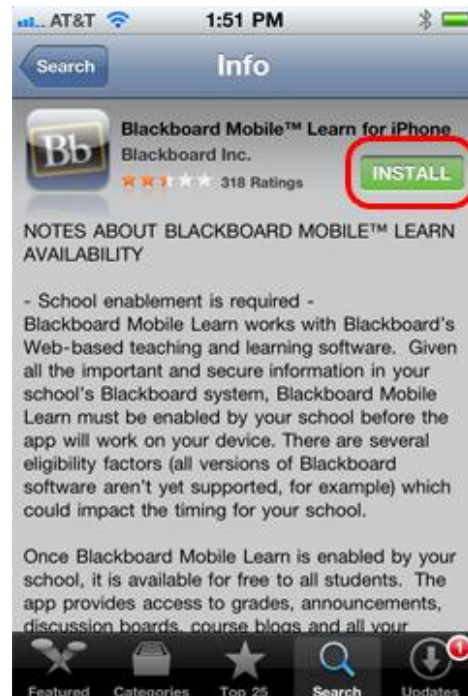 AT&T 1:51 PM
Search Info
Bb
Blackboard Mobile™ Learn for iPhone
Blackboard Inc.
318 Ratings
INSTALL
NOTES ABOUT BLACKBOARD MOBILE™ LEARN
AVAILABILITY
- School enablement is required -
Blackboard Mobile Learn works with Blackboard's
Web-based teaching and learning software. Given
all the important and secure information in your
school's Blackboard system, Blackboard Mobile
Learn must be enabled by your school before the
app will work on your device. There are several
eligibility factors (all versions of Blackboard
software aren't yet supported, for example) which
could impact the timing for your school.
Once Blackboard Mobile Learn is enabled by your
school, it is available for free to all students. The
app provides access to grades, announcements,
discussion boards, course blogs and all your
1
Featured Categories Top 25 Search Updates